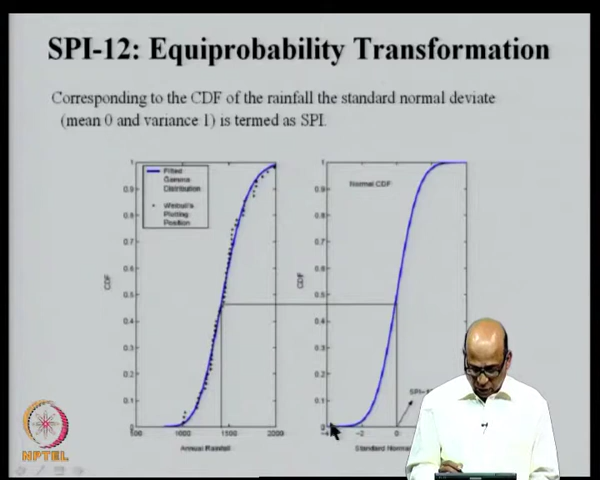 SPI-12: Equiprobability Transformation
Corresponding to the CDF of the rainfall the standard normal deviate
(mean 0 and variance 1) is termed as SPI.
Fitted
Gamma
Distribution
Weibull's
Plotting
Position
CDF
1
0.9
0.8
0.7
0.6
0.5
0.4
0.3
0.2
0.1
0
1000
1500
2000
Annual Rainfall
Normal CDF
CDF
1
0.9
0.8
0.7
0.6
0.5
0.4
0.3
0.2
0.1
0
-4
-2
0
Standard Norma
NPTEL